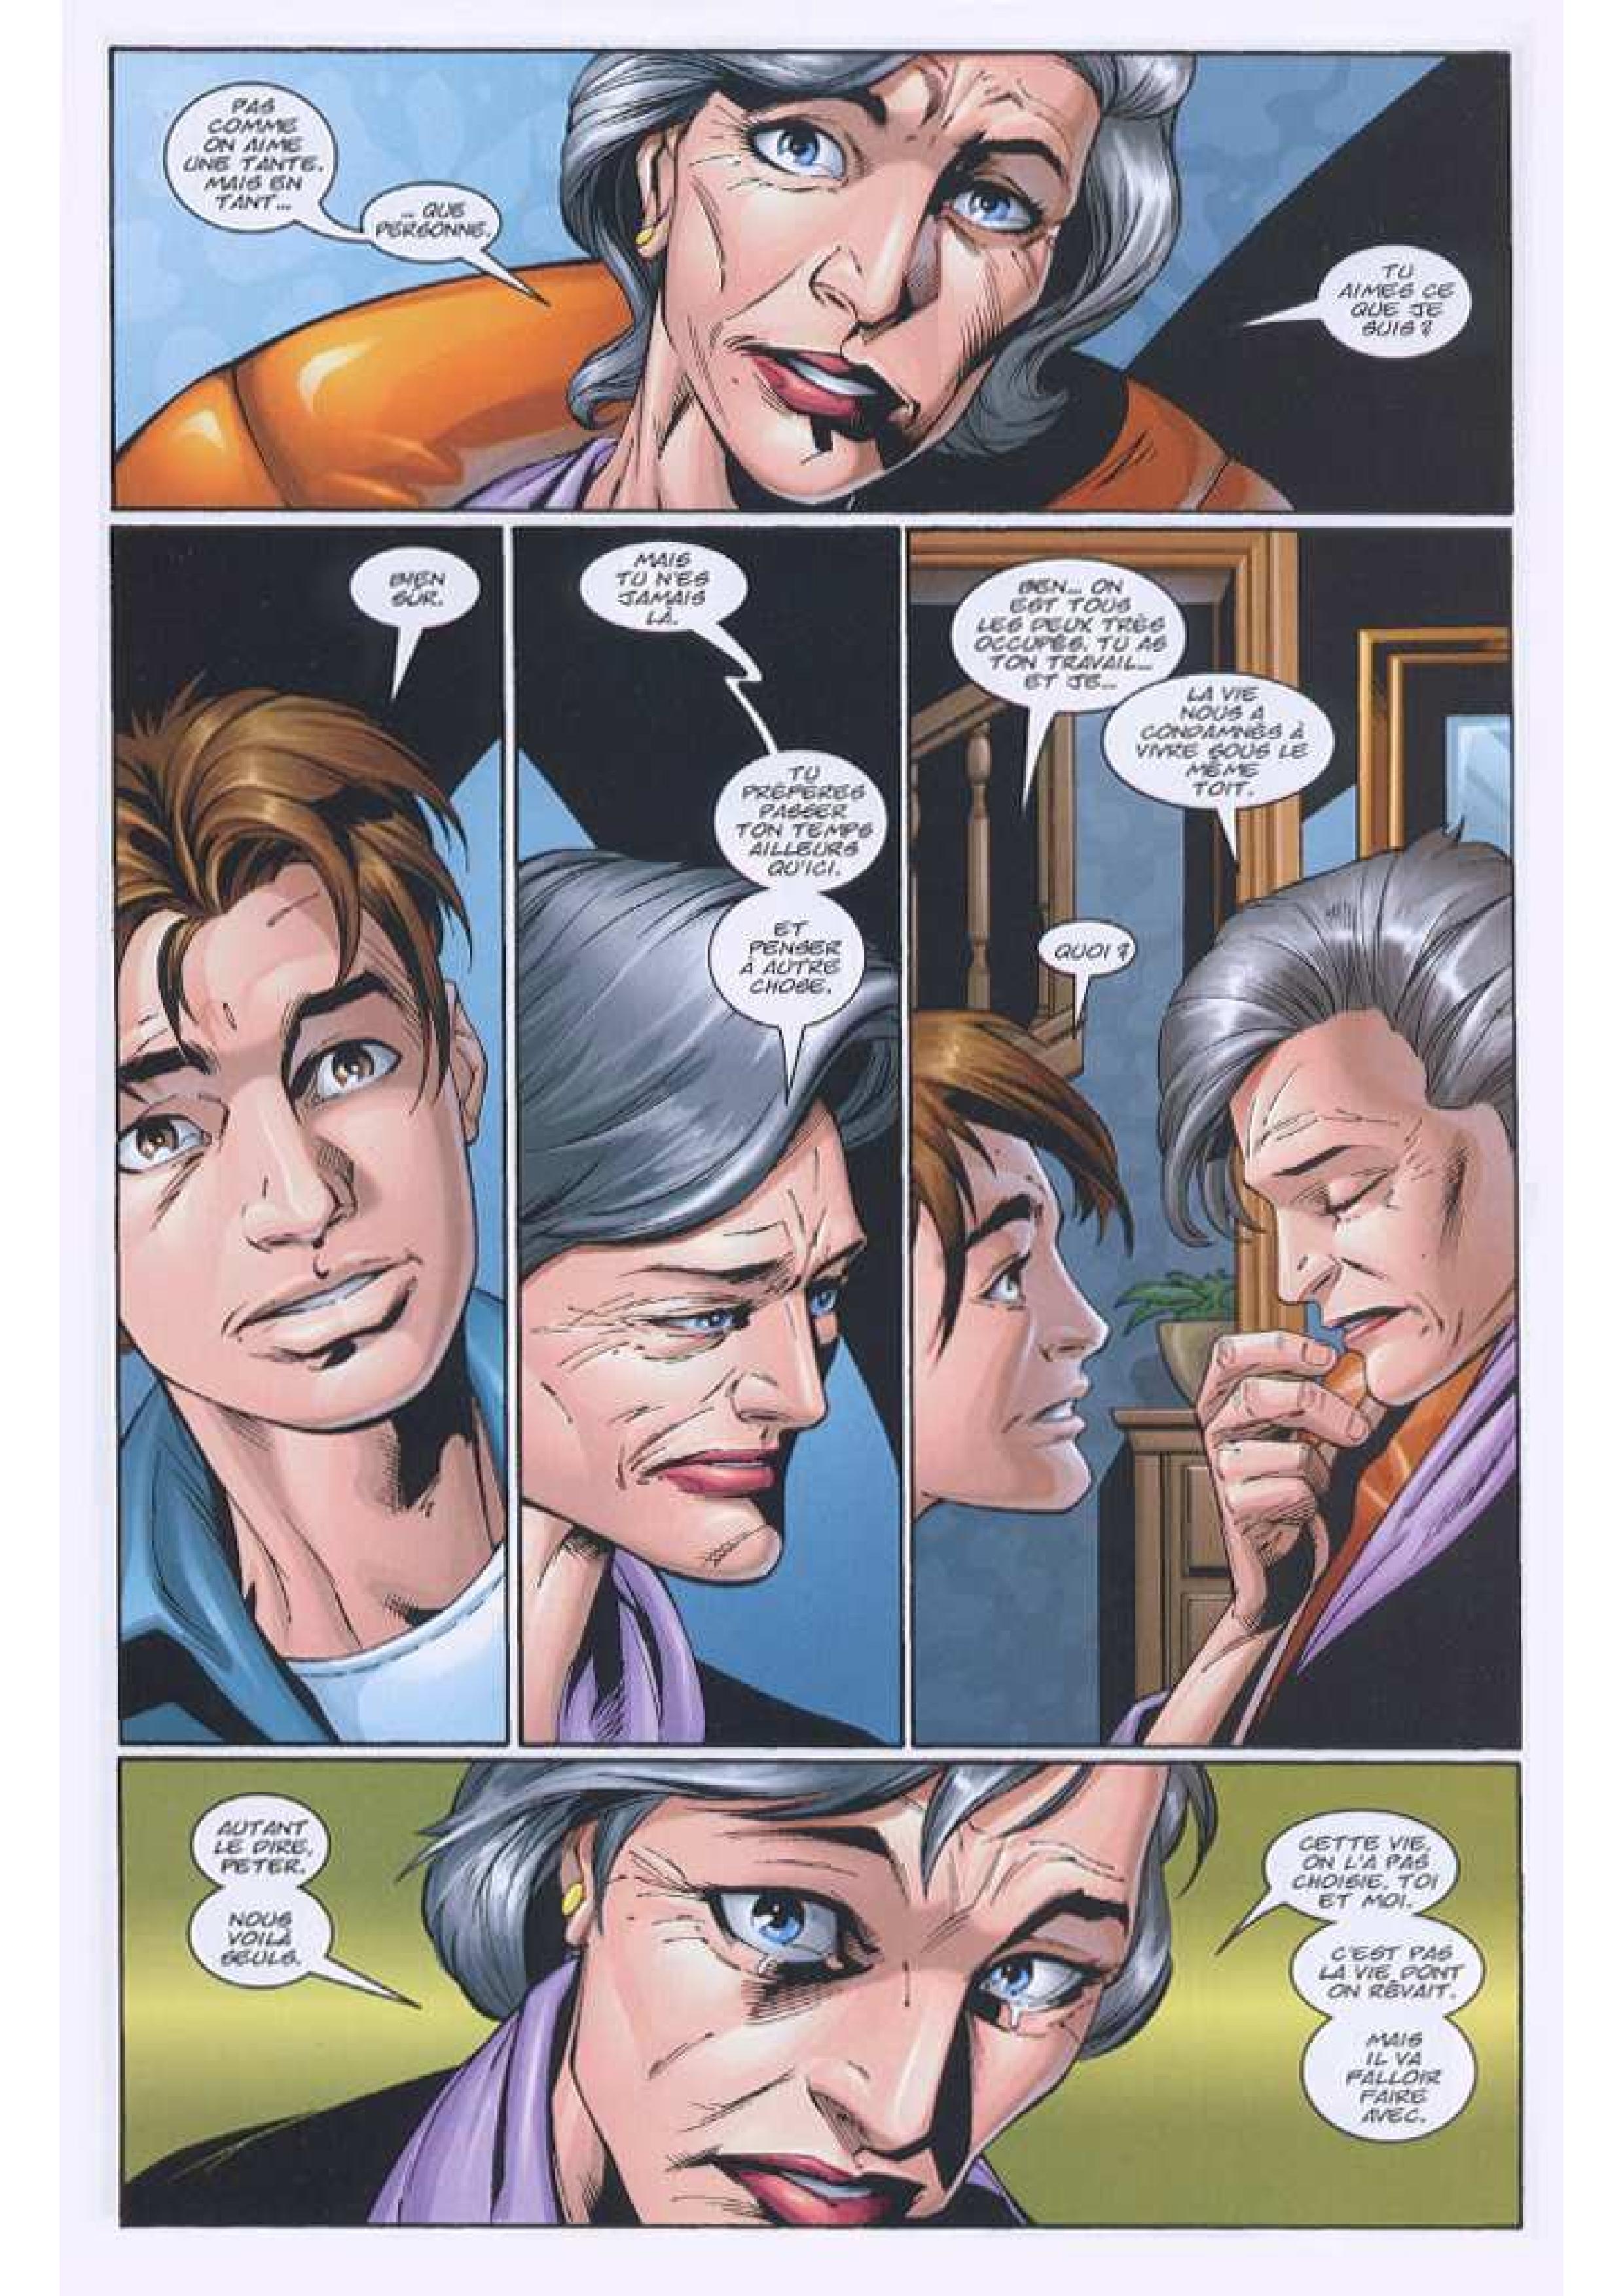 PAS
COMME
ON AIME
UNE TANTE.
MAIS EN
TANT...
... QUE
PERSONNE.
TU
AIMES CE
QUE JE
SUIS ?
BIEN
SUR.
MAIS
TU N'ES
JAMAIS
LÀ.
TU
PRÉFÈRES
PASSER
TON TEMPS
AILLEURS
QU'ICI.
ET
PENSER
À AUTRE
CHOSE.
BEN... ON
EST TOUS
LES DEUX TRÈS
OCCUPÉS. TU AS
TON TRAVAIL...
ET JE...
LA VIE
NOUS A
CONDAMNÉS À
VIVRE SOUS LE
MÊME
TOIT.
QUOI ?
AUTANT
LE DIRE,
PETER.
NOUS
VOILÀ
SEULS.
CETTE VIE,
ON L'A PAS
CHOISIE, TOI
ET MOI.
C'EST PAS
LA VIE DONT
ON RÊVAIT.
MAIS
IL VA
FALLOIR
FAIRE
AVEC.